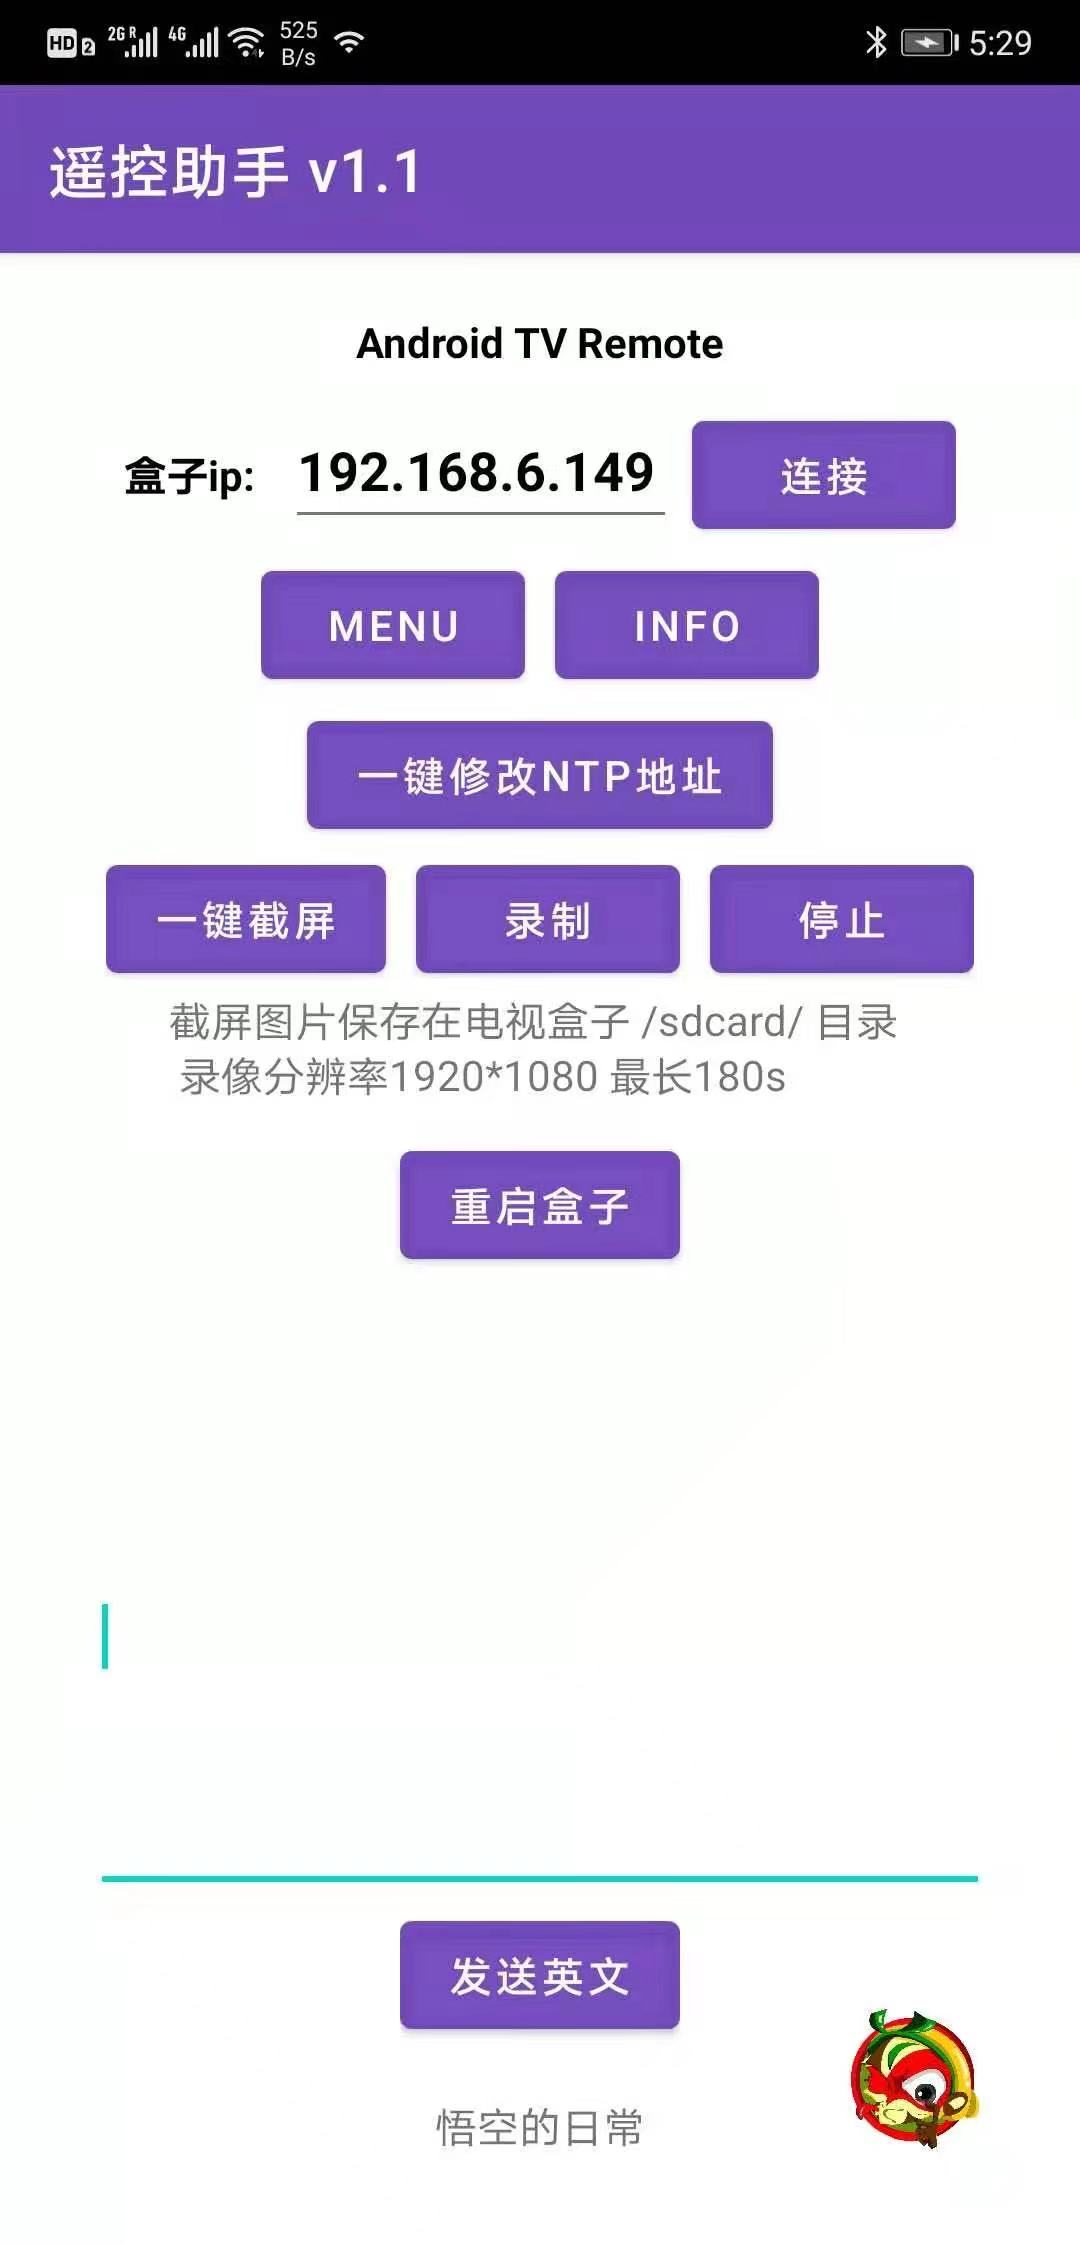 HD 2 2G R 4G 525 B/s 5:29
遥控助手 v1.1
Android TV Remote
盒子ip: 192.168.6.149 连接
MENU INFO
一键修改NTP地址
一键截屏 录制 停止
截屏图片保存在电视盒子 /sdcard/ 目录
录像分辨率1920*1080 最长180s
重启盒子
发送英文
悟空的日常